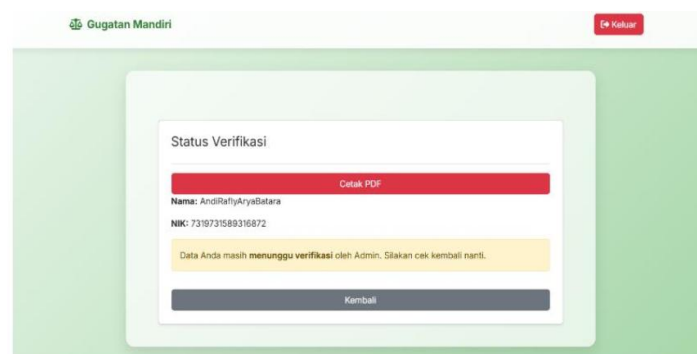 Gugatan Mandiri
Keluar
Status Verifikasi
Cetak PDF
Nama: AndiRaflyAryaBatara
NIK: 7319731589316872
Data Anda masih menunggu verifikasi oleh Admin. Silakan cek kembali nanti.
Kembali